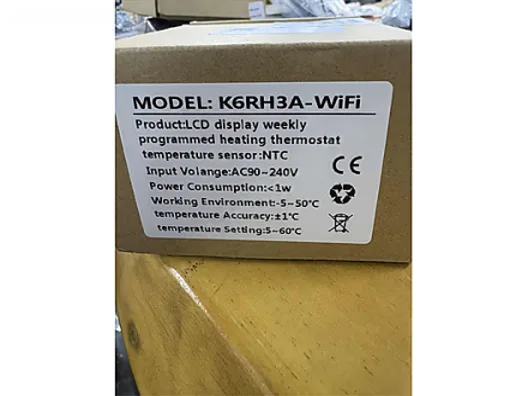 MODEL: K6RH3A-WiFi
Product:LCD display weekly
programmed heating thermostat
temperature sensor:NTC
Input Volange:AC90~240V
Power Consumption:<1w
Working Environment:-5~50℃
temperature Accuracy:±1℃
temperature Setting:5~60℃
CE